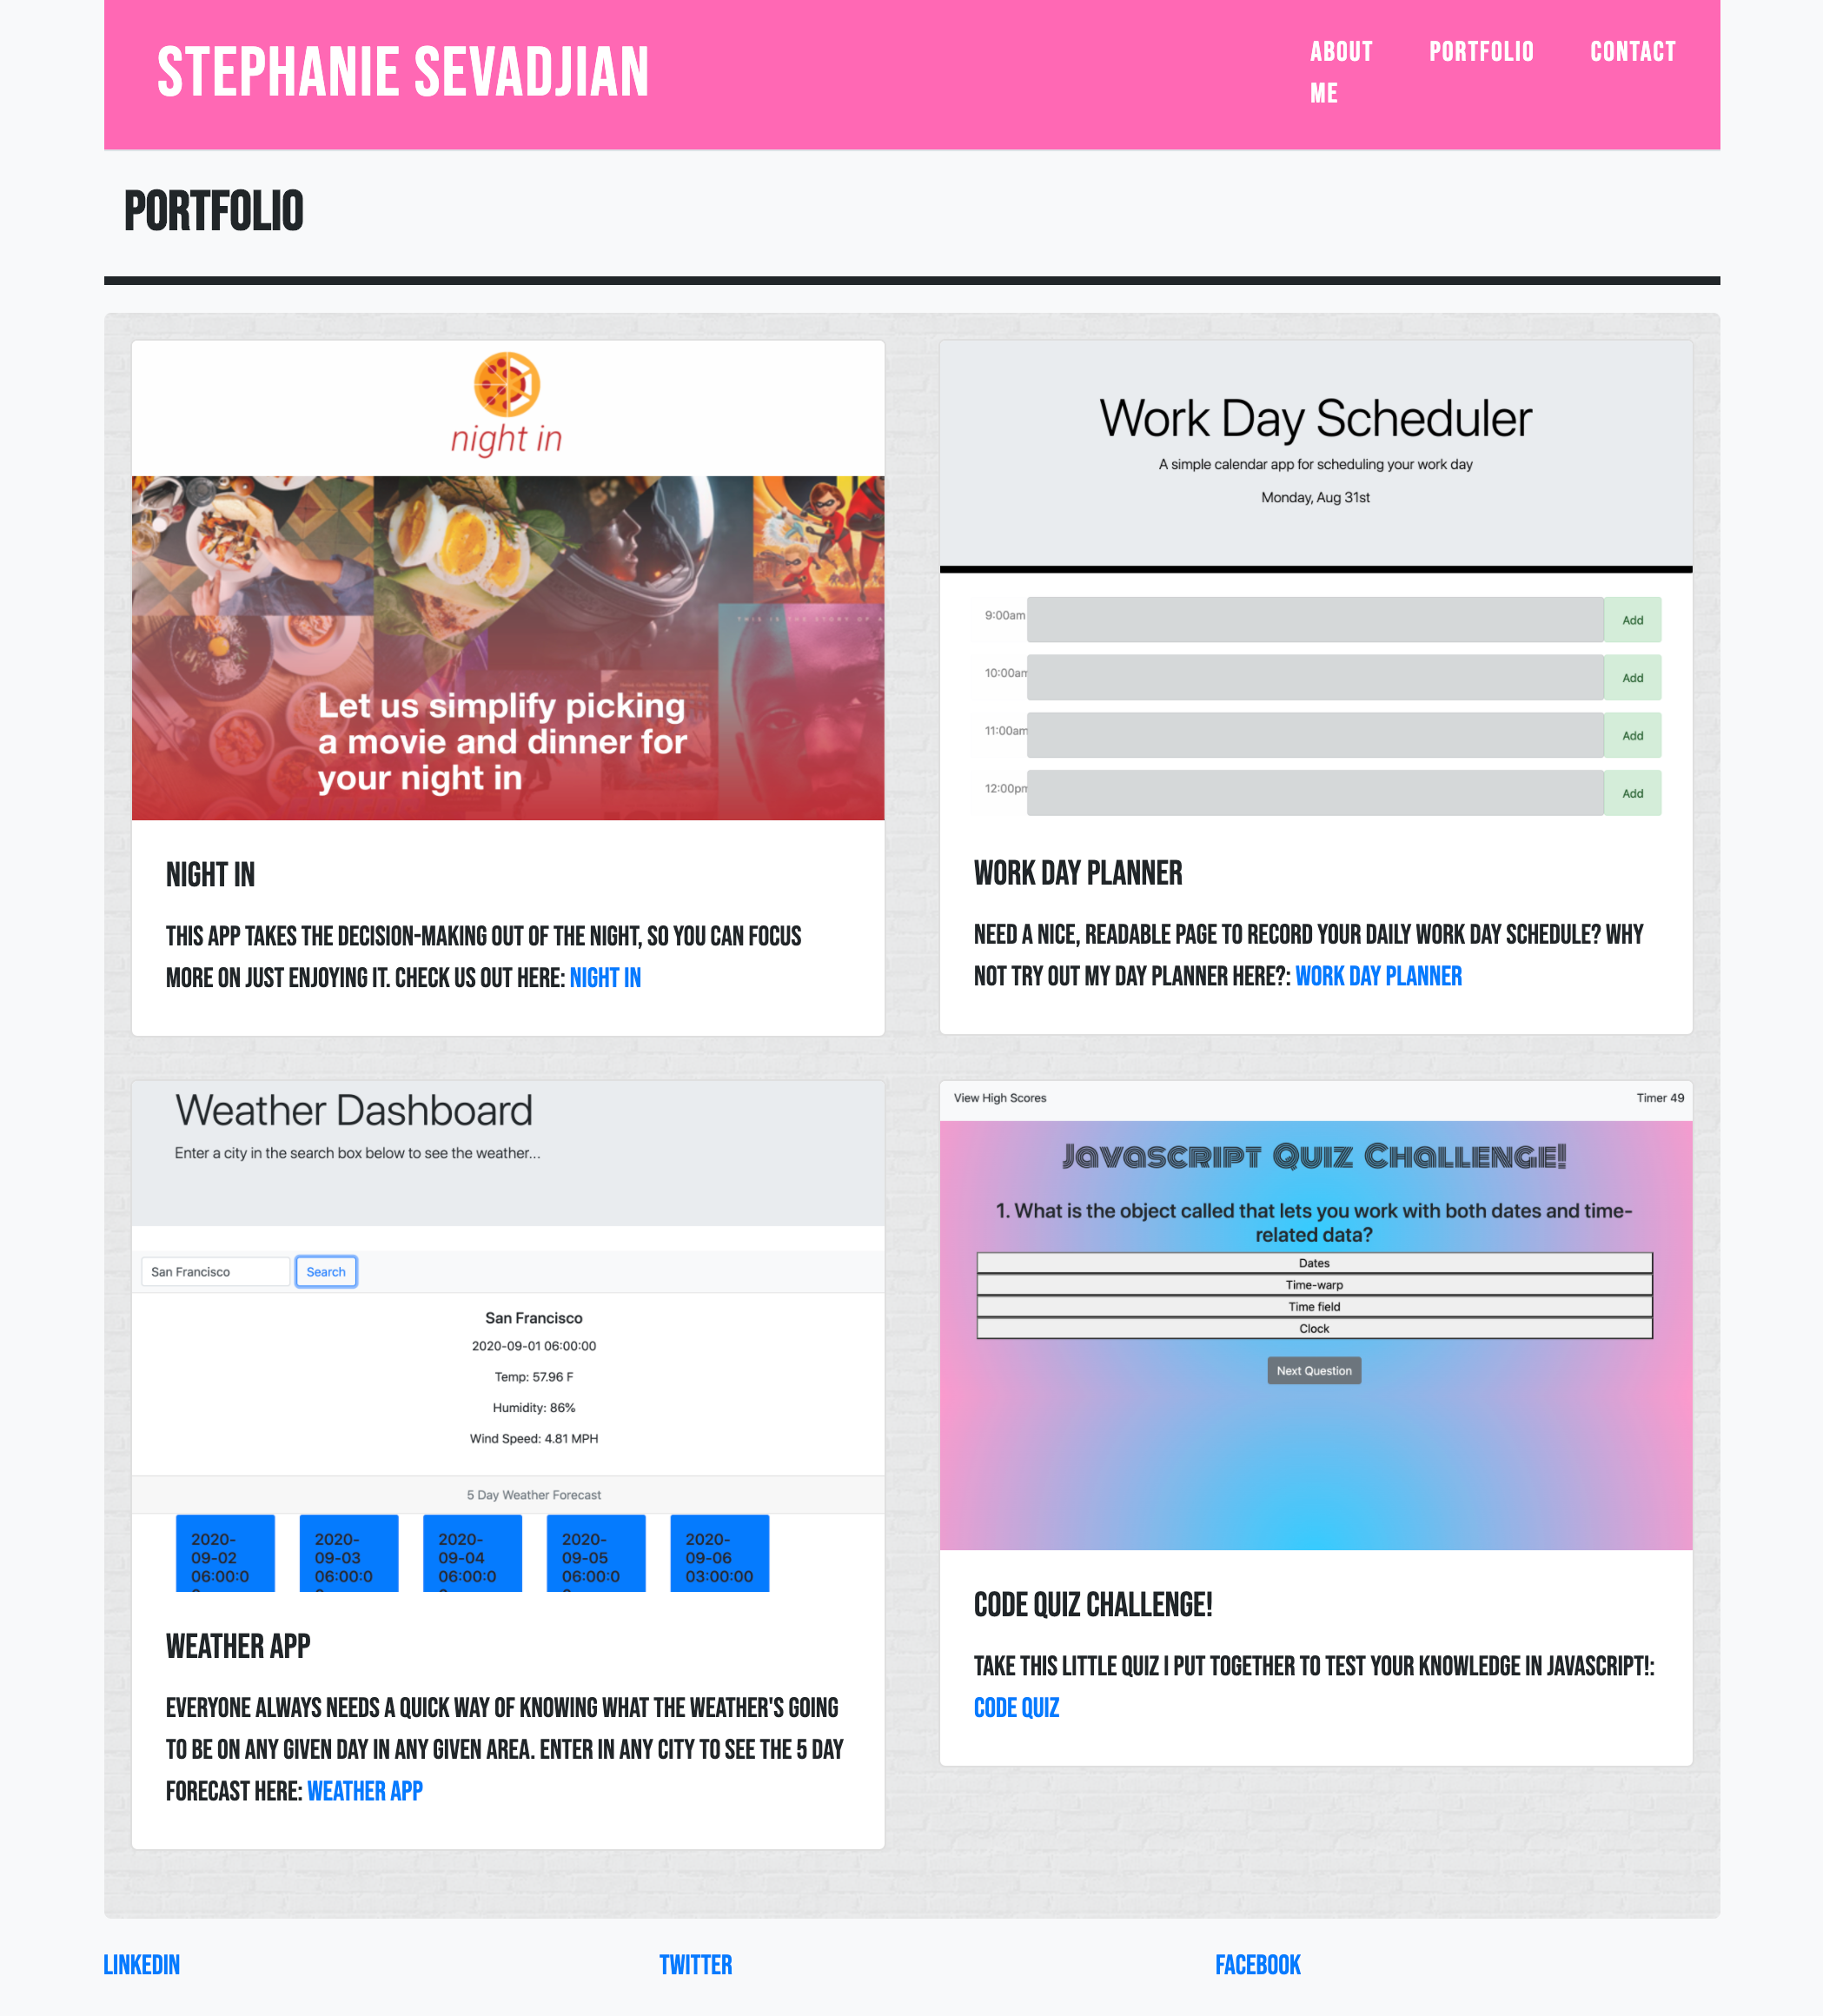 STEPHANIE SEVADJIAN
ABOUT ME
PORTFOLIO
CONTACT
PORTFOLIO
night in
THIS IS THE STORY OF A
Let us simplify picking
a movie and dinner for
your night in
NIGHT IN
THIS APP TAKES THE DECISION-MAKING OUT OF THE NIGHT, SO YOU CAN FOCUS
MORE ON JUST ENJOYING IT. CHECK US OUT HERE: NIGHT IN
Work Day Scheduler
A simple calendar app for scheduling your work day
Monday, Aug 31st
9:00am Add
10:00am Add
11:00am Add
12:00pm Add
WORK DAY PLANNER
NEED A NICE, READABLE PAGE TO RECORD YOUR DAILY WORK DAY SCHEDULE? WHY
NOT TRY OUT MY DAY PLANNER HERE?: WORK DAY PLANNER
Weather Dashboard
Enter a city in the search box below to see the weather...
San Francisco Search
San Francisco
2020-09-01 06:00:00
Temp: 57.96 F
Humidity: 86%
Wind Speed: 4.81 MPH
5 Day Weather Forecast
2020-
09-02
06:00:0
2020-
09-03
06:00:0
2020-
09-04
06:00:0
2020-
09-05
06:00:0
2020-
09-06
03:00:00
WEATHER APP
EVERYONE ALWAYS NEEDS A QUICK WAY OF KNOWING WHAT THE WEATHER'S GOING
TO BE ON ANY GIVEN DAY IN ANY GIVEN AREA. ENTER IN ANY CITY TO SEE THE 5 DAY
FORECAST HERE: WEATHER APP
View High Scores Timer 49
Javascript Quiz Challenge!
1. What is the object called that lets you work with both dates and time-
related data?
Dates
Time-warp
Time field
Clock
Next Question
CODE QUIZ CHALLENGE!
TAKE THIS LITTLE QUIZ I PUT TOGETHER TO TEST YOUR KNOWLEDGE IN JAVASCRIPT!:
CODE QUIZ
LINKEDIN
TWITTER
FACEBOOK